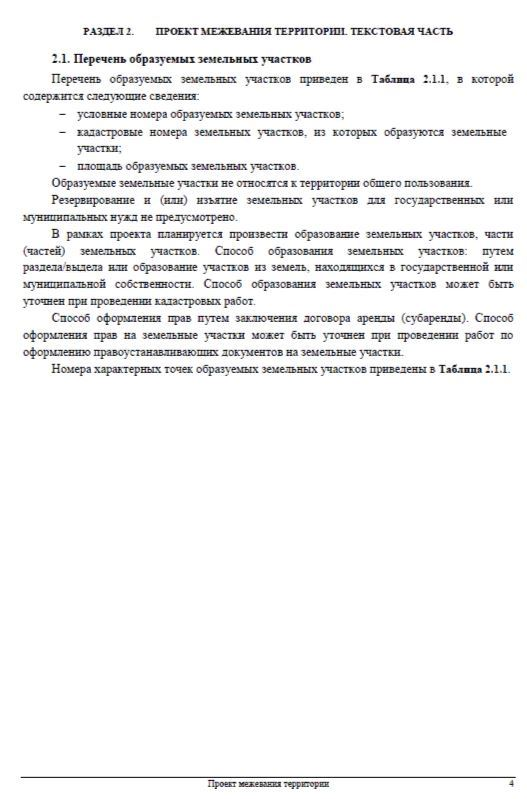 РАЗДЕЛ 2. ПРОЕКТ МЕЖЕВАНИЯ ТЕРРИТОРИИ. ТЕКСТОВАЯ ЧАСТЬ
2.1. Перечень образуемых земельных участков
Перечень образуемых земельных участков приведен в Таблица 2.1.1, в которой
содержится следующие сведения:
– условные номера образуемых земельных участков;
– кадастровые номера земельных участков, из которых образуются земельные
участки;
– площадь образуемых земельных участков.
Образуемые земельные участки не относятся к территории общего пользования.
Резервирование и (или) изъятие земельных участков для государственных или
муниципальных нужд не предусмотрено.
В рамках проекта планируется произвести образование земельных участков, части
(частей) земельных участков. Способ образования земельных участков: путем
раздела/выдела или образование участков из земель, находящихся в государственной или
муниципальной собственности. Способ образования земельных участков может быть
уточнен при проведении кадастровых работ.
Способ оформления прав путем заключения договора аренды (субаренды). Способ
оформления прав на земельные участки может быть уточнен при проведении работ по
оформлению правоустанавливающих документов на земельные участки.
Номера характерных точек образуемых земельных участков приведены в Таблица 2.1.1.
Проект межевания территории 4